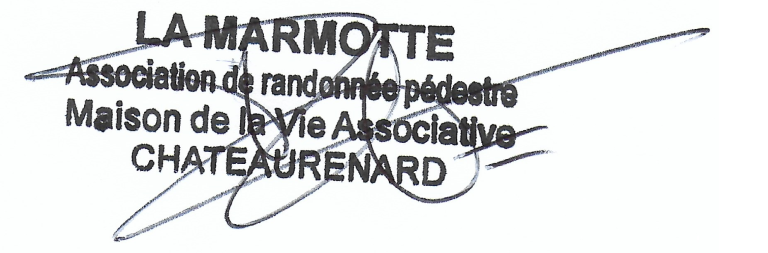 LA MARMOTTE
Association de randonnée pédestre
Maison de la Vie Associative
CHATEAURENARD